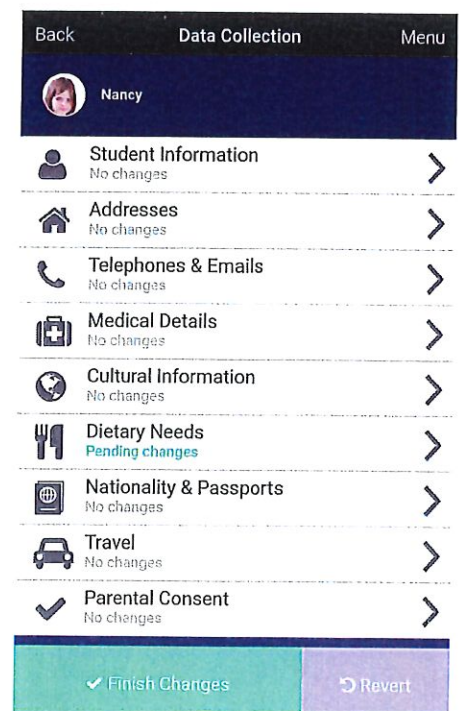 Back Data Collection Menu
Nancy
Student Information
No changes
Addresses
No changes
Telephones & Emails
No changes
Medical Details
No changes
Cultural Information
No changes
Dietary Needs
Pending changes
Nationality & Passports
No changes
Travel
No changes
Parental Consent
No changes
Finish Changes Revert